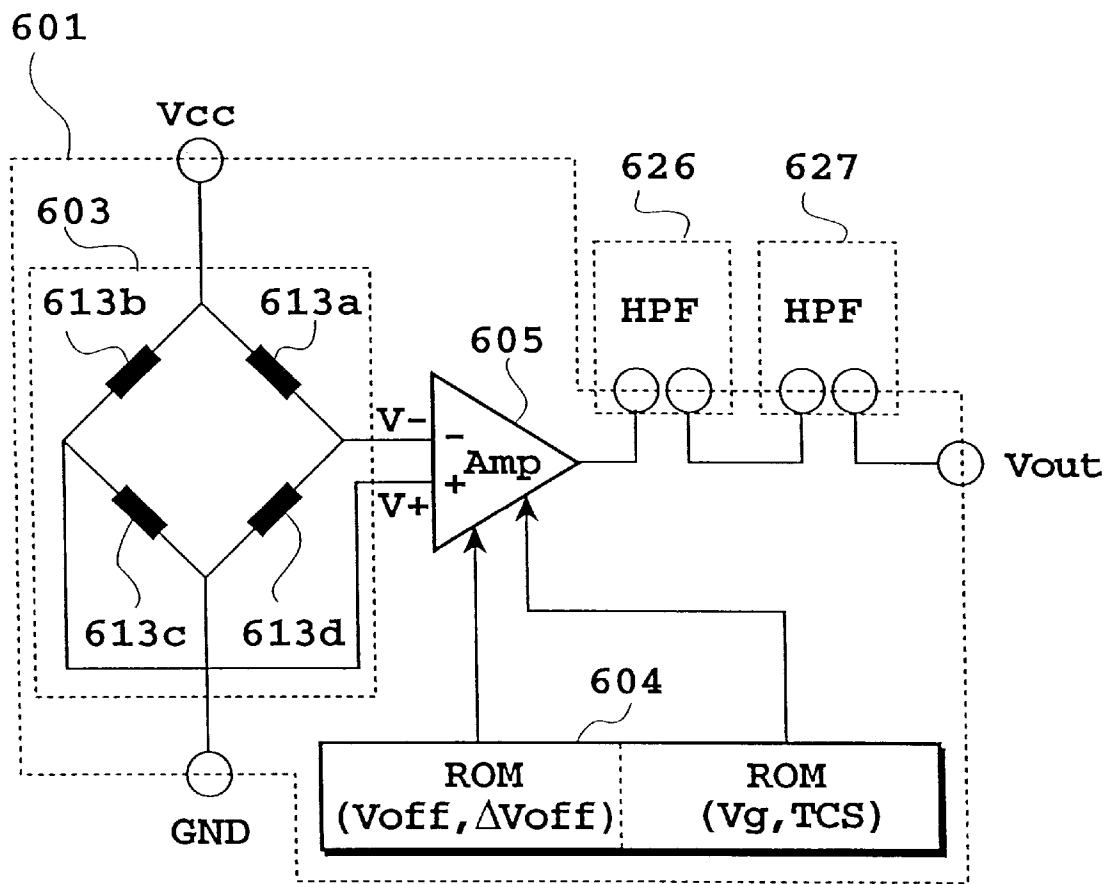 601
Vcc
626
627
603
613b
613a
HPF
HPF
605
V-
-
Amp
+
V+
Vout
613c
613d
604
ROM
(Voff,ΔVoff)
ROM
(Vg,TCS)
GND